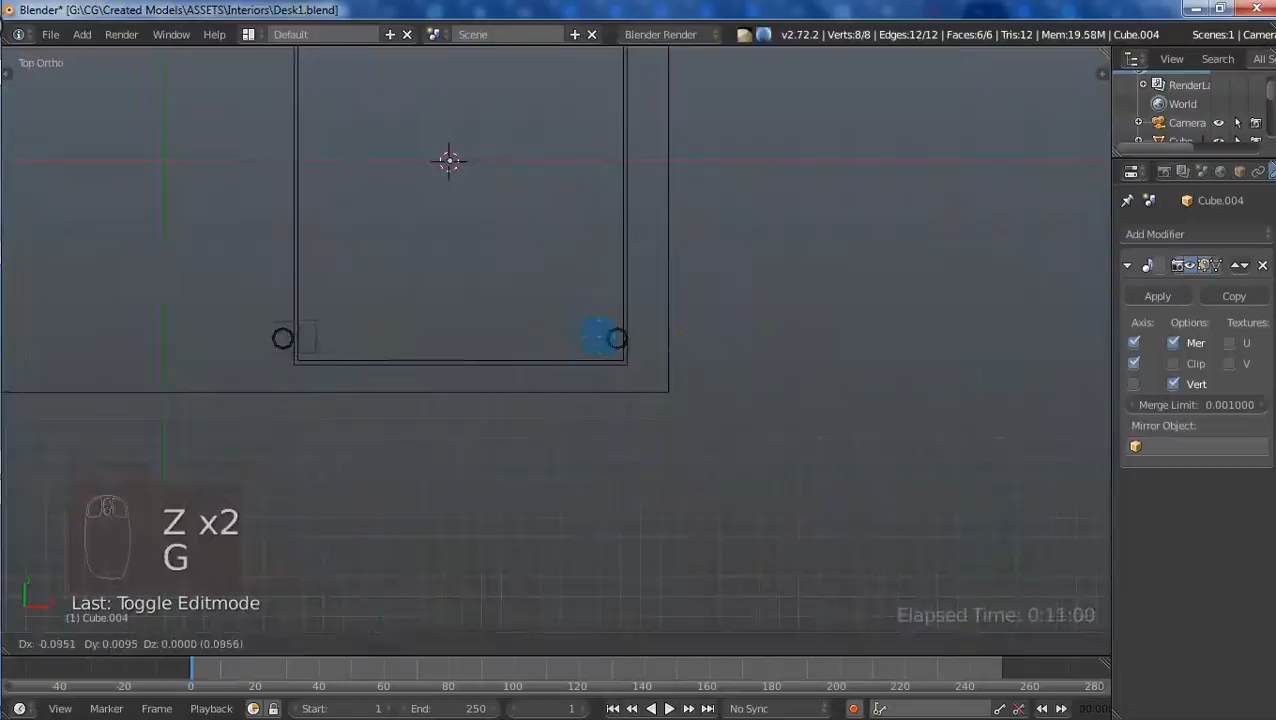 Blender* [G:\CG\Created Models\ASSETS\Interiors\Desk1.blend]
File Add Render Window Help Default Scene Blender Render v2.72.2 | Verts:8/8 | Edges:12/12 | Faces:6/6 | Tris:12 | Mem:19.58M | Cube.004 Scenes:1 | Camera
View Search All S
Top Ortho
RenderLa
World
Camera
Cube
Cube.004
Add Modifier
Apply Copy
Axis: Options: Textures:
Mer U
Clip V
Vert
Merge Limit: 0.001000
Mirror Object:
Z x2
G
Last: Toggle Editmode
(1) Cube.004
Elapsed Time: 0:11:00
Dx: -0.0951 Dy: 0.0095 Dz: 0.0000 (0.0956)
-40 -20 0 20 40 60 80 100 120 140 160 180 200 220 240 260 280
View Marker Frame Playback Start: 1 End: 250 1 No Sync